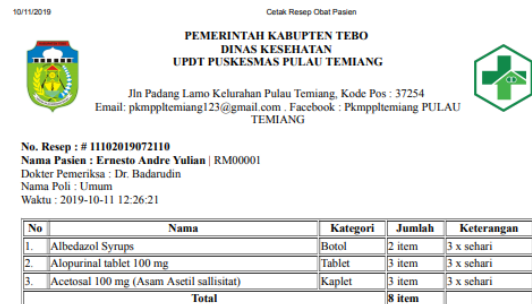 10/11/2019 Cetak Resep Obat Pasien
PEMERINTAH KABUPTEN TEBO
DINAS KESEHATAN
UPDT PUSKESMAS PULAU TEMIANG
Jln Padang Lamo Kelurahan Pulau Temiang, Kode Pos : 37254
Email: pkmppltemiang123@gmail.com . Facebook : Pkmppltemiang PULAU
TEMIANG
No. Resep : # 11102019072110
Nama Pasien : Ernesto Andre Yulian | RM00001
Dokter Pemeriksa : Dr. Badarudin
Nama Poli : Umum
Waktu : 2019-10-11 12:26:21
No Nama Kategori Jumlah Keterangan
1. Albedazol Syrups Botol 2 item 3 x sehari
2. Alopurinal tablet 100 mg Tablet 3 item 3 x sehari
3. Acetosal 100 mg (Asam Asetil sallisitat) Kaplet 3 item 3 x sehari
Total 8 item